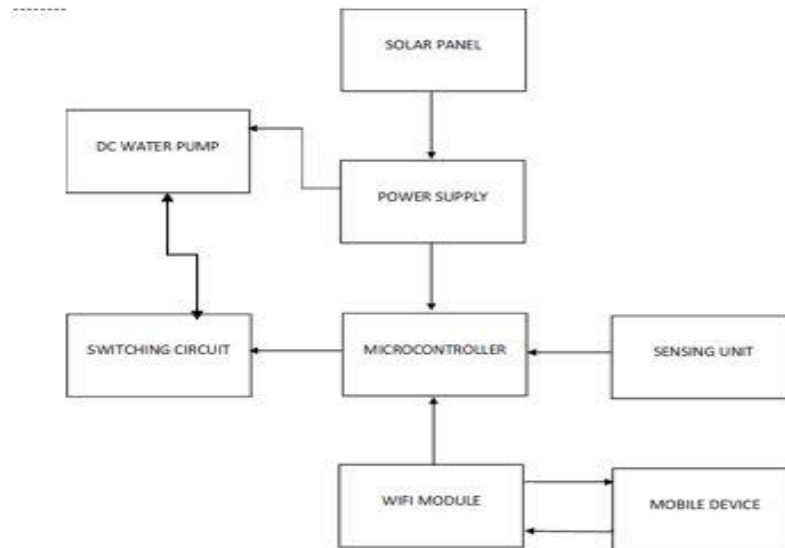 SOLAR PANEL
DC WATER PUMP
POWER SUPPLY
SWITCHING CIRCUIT
MICROCONTROLLER
SENSING UNIT
WIFI MODULE
MOBILE DEVICE